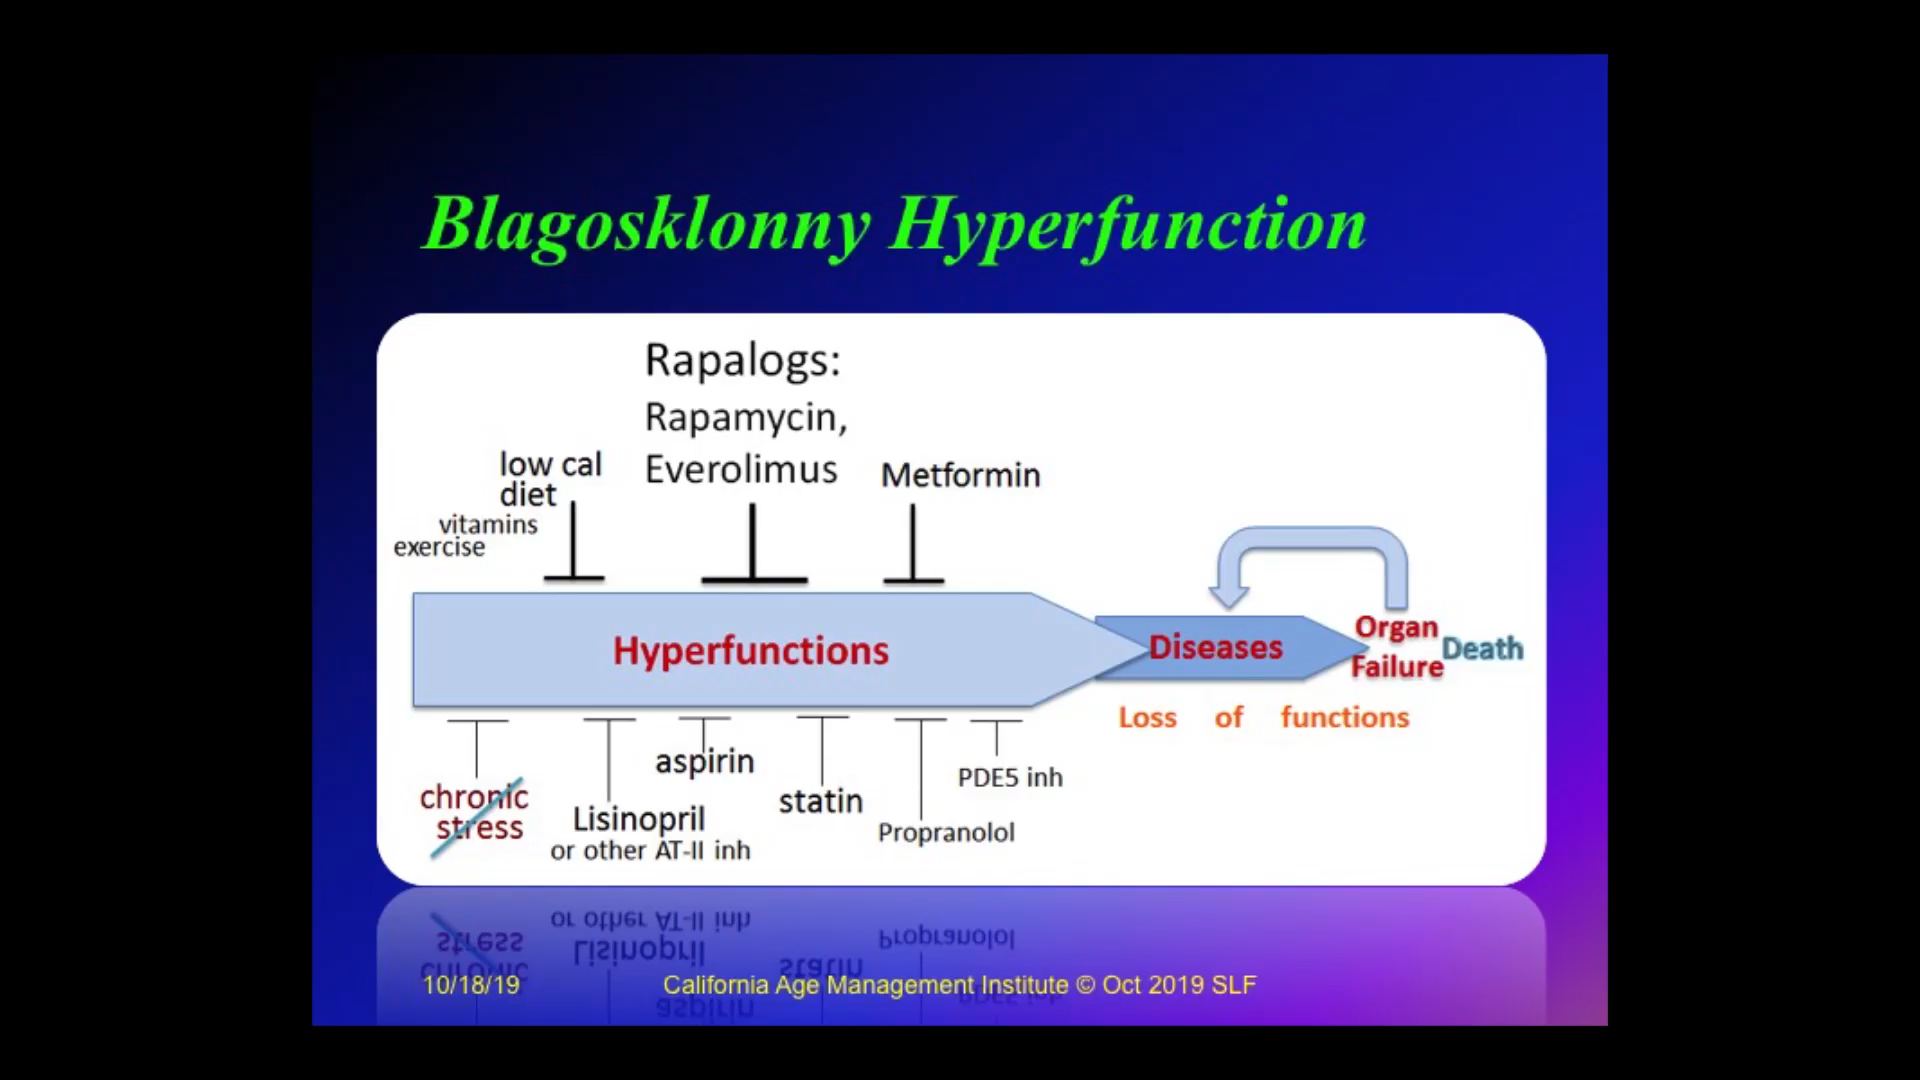 Blagosklonny Hyperfunction
Rapalogs:
Rapamycin,
Everolimus
low cal
diet
vitamins
exercise
Metformin
Hyperfunctions
Diseases
Organ
Failure
Death
Loss of functions
chronic
stress
Lisinopril
or other AT-II inh
aspirin
statin
Propranolol
PDE5 inh
10/18/19
California Age Management Institute © Oct 2019 SLF